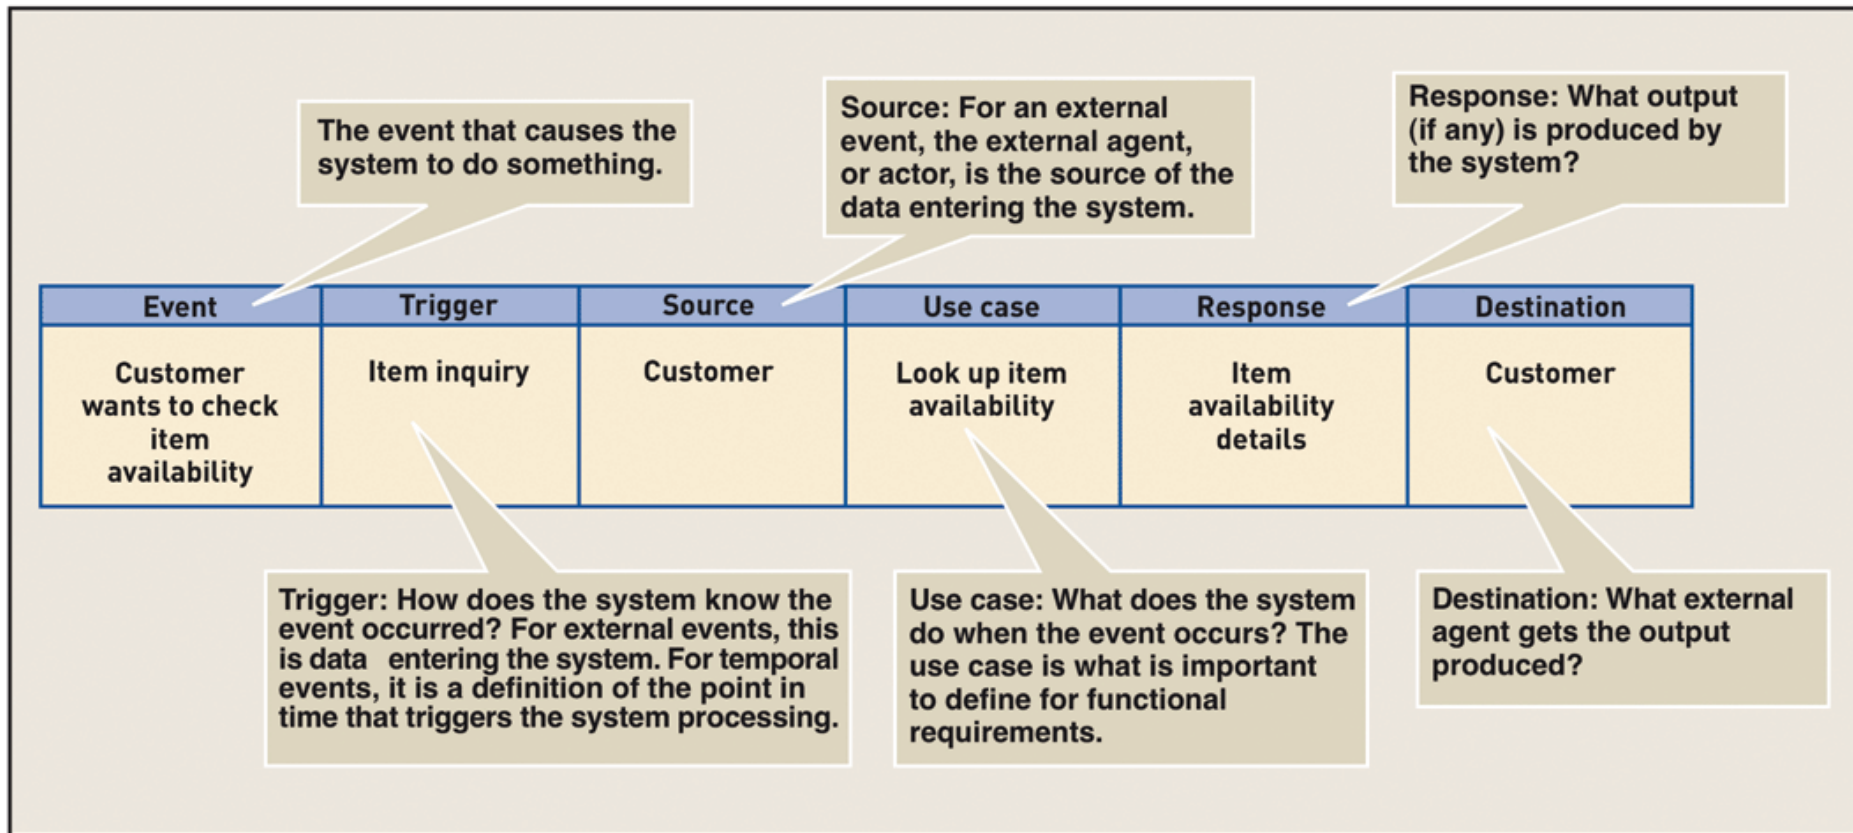 The event that causes the
system to do something.
Source: For an external
event, the external agent,
or actor, is the source of the
data entering the system.
Response: What output
(if any) is produced by
the system?
Event
Trigger
Source
Use case
Response
Destination
Customer
wants to check
item
availability
Item inquiry
Customer
Look up item
availability
Item
availability
details
Customer
Trigger: How does the system know the
event occurred? For external events, this
is data entering the system. For temporal
events, it is a definition of the point in
time that triggers the system processing.
Use case: What does the system
do when the event occurs? The
use case is what is important
to define for functional
requirements.
Destination: What external
agent gets the output
produced?